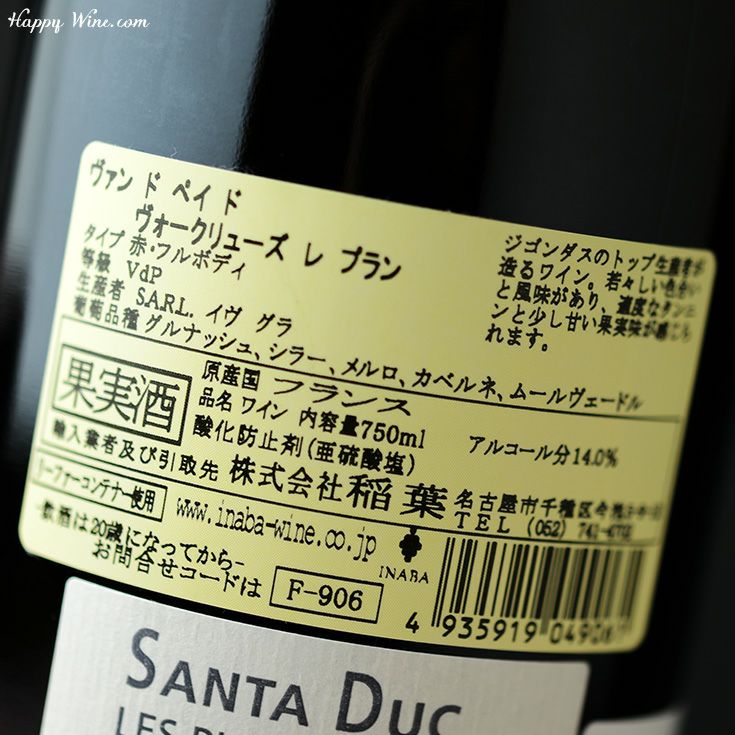 Happy Wine.com
ヴァン ド ペイ ド
ヴォークリューズ レ プラン
タイプ 赤・フルボディ
等級 VdP
生産者 SARL. イヴ グラ
葡萄品種 グルナッシュ、シラー、メルロ、カベルネ、ムールヴェードル
ジゴンダスのトップ生産者が
造るワイン。若々しい色合い
と風味があり、適度なタンニ
ンと少し甘い果実味が感じら
れます。
果実酒
原産国 フランス
品名 ワイン 内容量750ml
アルコール分14.0%
酸化防止剤(亜硫酸塩)
輸入業者及び引取先 株式会社 稲葉
名古屋市千種区今池
TEL (052) 741-
リーファーコンテナー使用
www.inaba-wine.co.jp
INABA
-飲酒は20歳になってから-
お問合せコードは F-906
4 935919 04906
SANTA DUC
LES